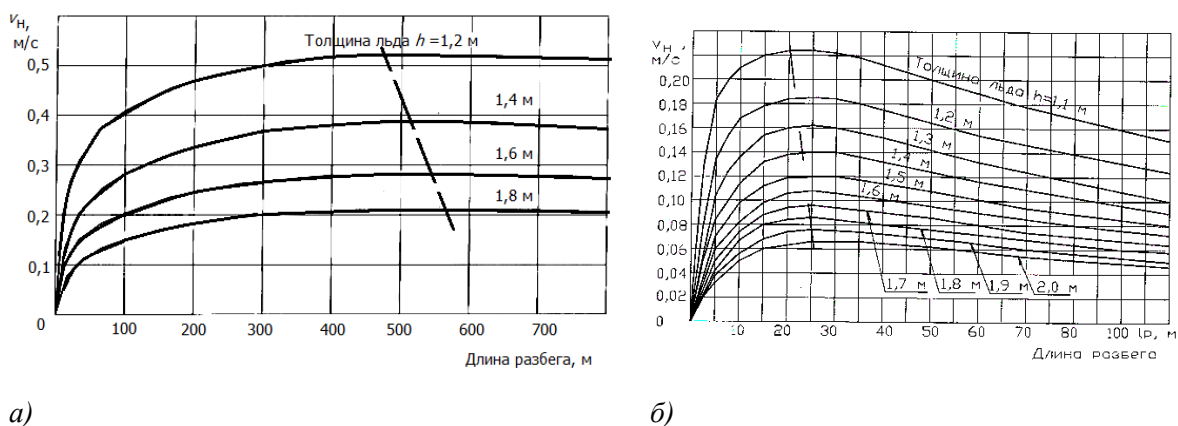 vн,
м/с
0,5
0,4
0,3
0,2
0,1
0
100
200
300
400
500
600
700
Толщина льда h =1,2 м
1,4 м
1,6 м
1,8 м
Длина разбега, м
а)
vн,
м/с
0,20
0,18
0,16
0,14
0,12
0,100
0,08
0,06
0,04
0,02
0
10
20
30
40
50
60
70
80
100 lр, м
Толщина льда h=1,1 м
1,2 м
1,3 м
1,4 м
1,5 м
1,6 м
1,7 м
1,8 м
1,9 м
2,0 м
Длина разбега
б)